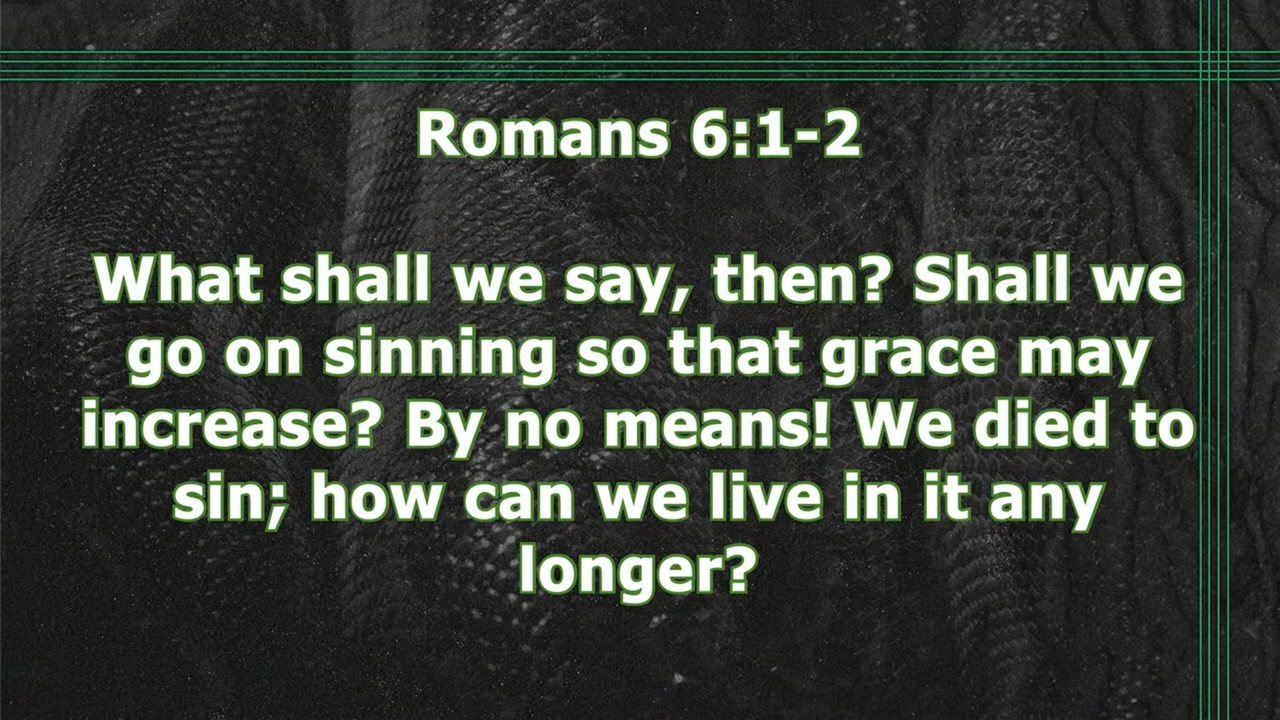 Romans 6:1-2
What shall we say, then? Shall we
go on sinning so that grace may
increase? By no means! We died to
sin; how can we live in it any
longer?